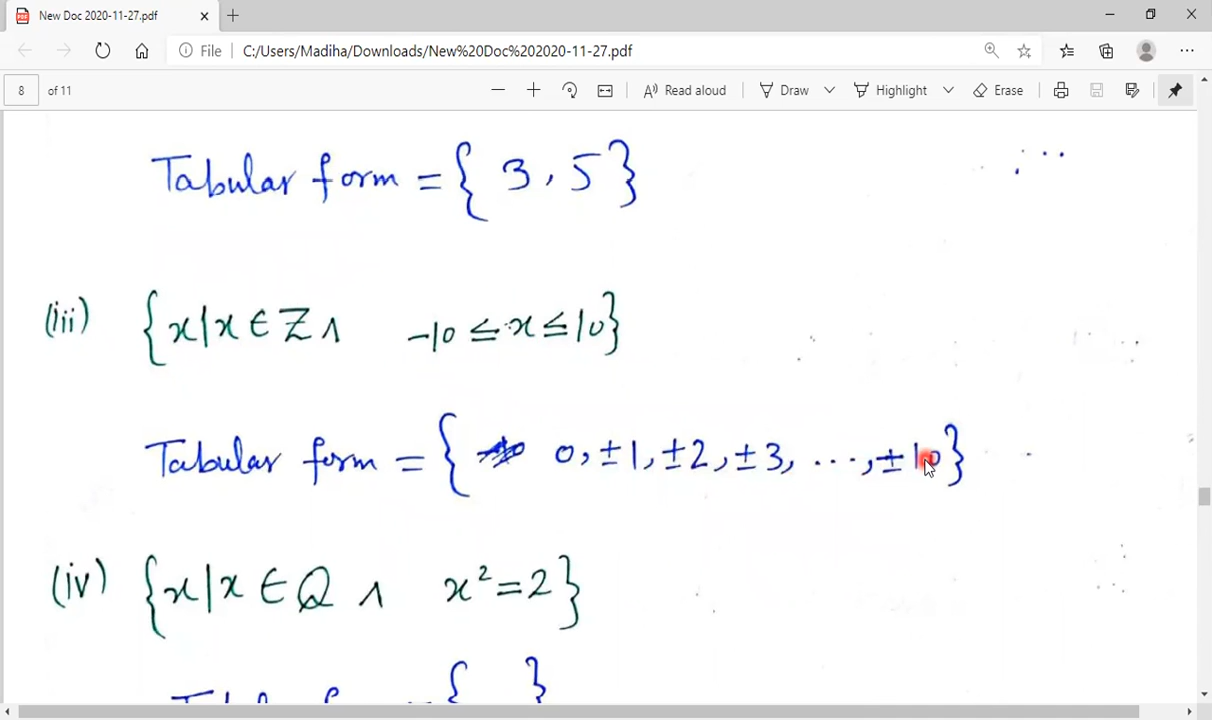 New Doc 2020-11-27.pdf
File C:/Users/Madiha/Downloads/New%20Doc%202020-11-27.pdf
8 of 11 Read aloud Draw Highlight Erase
Tabular form = { 3, 5 }
(iii) {x|x ∈ Z ∧ -10 ≤ x ≤ 10}
Tabular form = { 0, ±1, ±2, ±3, ..., ±10 }
(iv) {x|x ∈ Q ∧ x² = 2}
{ }